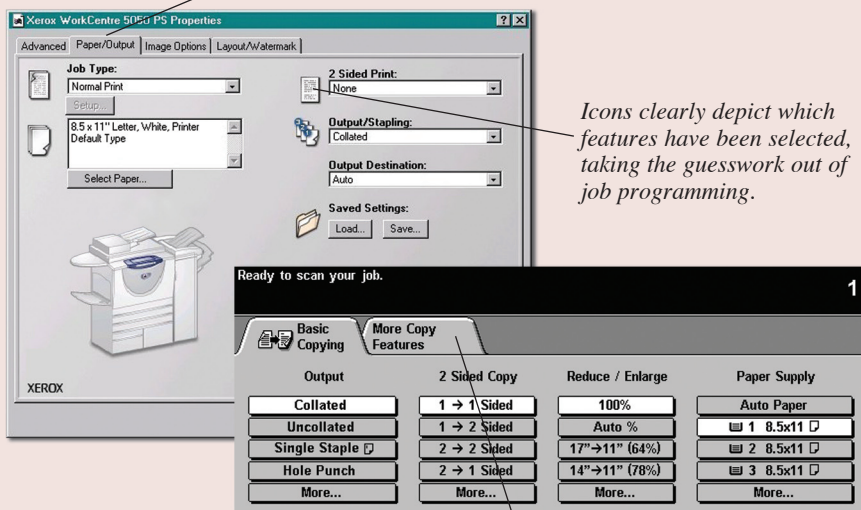 Xerox WorkCentre 5050 PS Properties
Advanced Paper/Output Image Options Layout/Watermark
Job Type:
Normal Print
Setup...
8.5 x 11" Letter, White, Printer
Default Type
Select Paper...
2 Sided Print:
None
Output/Stapling:
Collated
Output Destination:
Auto
Saved Settings:
Load... Save...
XEROX
Icons clearly depict which
features have been selected,
taking the guesswork out of
job programming.
Ready to scan your job.
1
Basic
Copying
More Copy
Features
Output 2 Sided Copy Reduce / Enlarge Paper Supply
Collated 1 → 1 Sided 100% Auto Paper
Uncollated 1 → 2 Sided Auto % 1 8.5x11
Single Staple 2 → 2 Sided 17”→11” (64%) 2 8.5x11
Hole Punch 2 → 1 Sided 14”→11” (78%) 3 8.5x11
More... More... More... More...